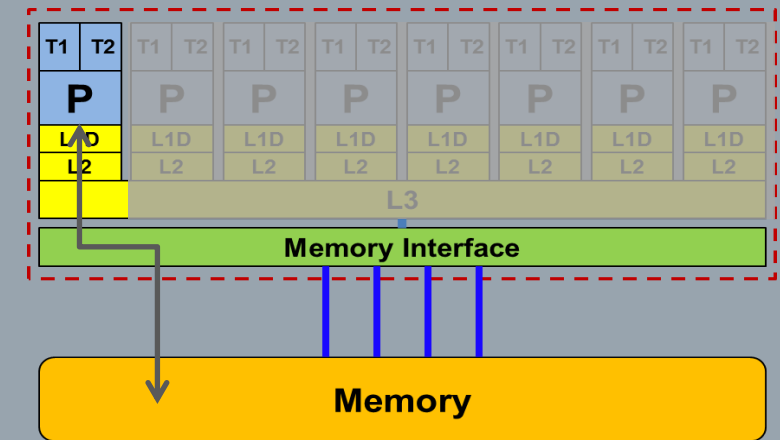 T1 T2 T1 T2 T1 T2 T1 T2 T1 T2 T1 T2 T1 T2 T1 T2
P P P P P P P P
L1D L1D L1D L1D L1D L1D L1D L1D
L2 L2 L2 L2 L2 L2 L2 L2
L3
Memory Interface
Memory